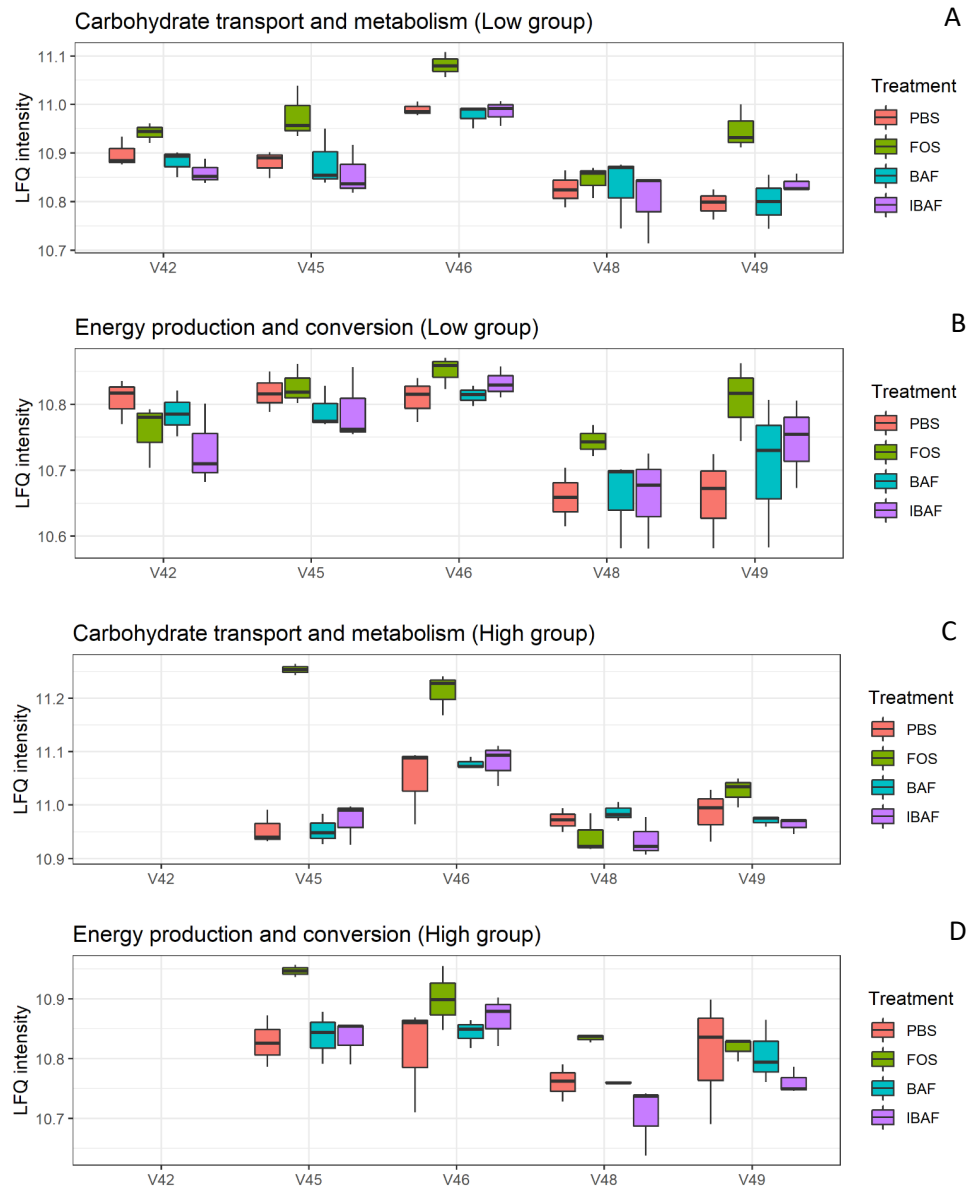 Carbohydrate transport and metabolism (Low group)
A
LFQ intensity
11.1
11.0
10.9
10.8
10.7
V42 V45 V46 V48 V49
Treatment
PBS
FOS
BAF
IBAF
Energy production and conversion (Low group)
B
LFQ intensity
10.8
10.7
10.6
V42 V45 V46 V48 V49
Treatment
PBS
FOS
BAF
IBAF
Carbohydrate transport and metabolism (High group)
C
LFQ intensity
11.2
11.1
11.0
10.9
V42 V45 V46 V48 V49
Treatment
PBS
FOS
BAF
IBAF
Energy production and conversion (High group)
D
LFQ intensity
10.9
10.8
10.7
V42 V45 V46 V48 V49
Treatment
PBS
FOS
BAF
IBAF